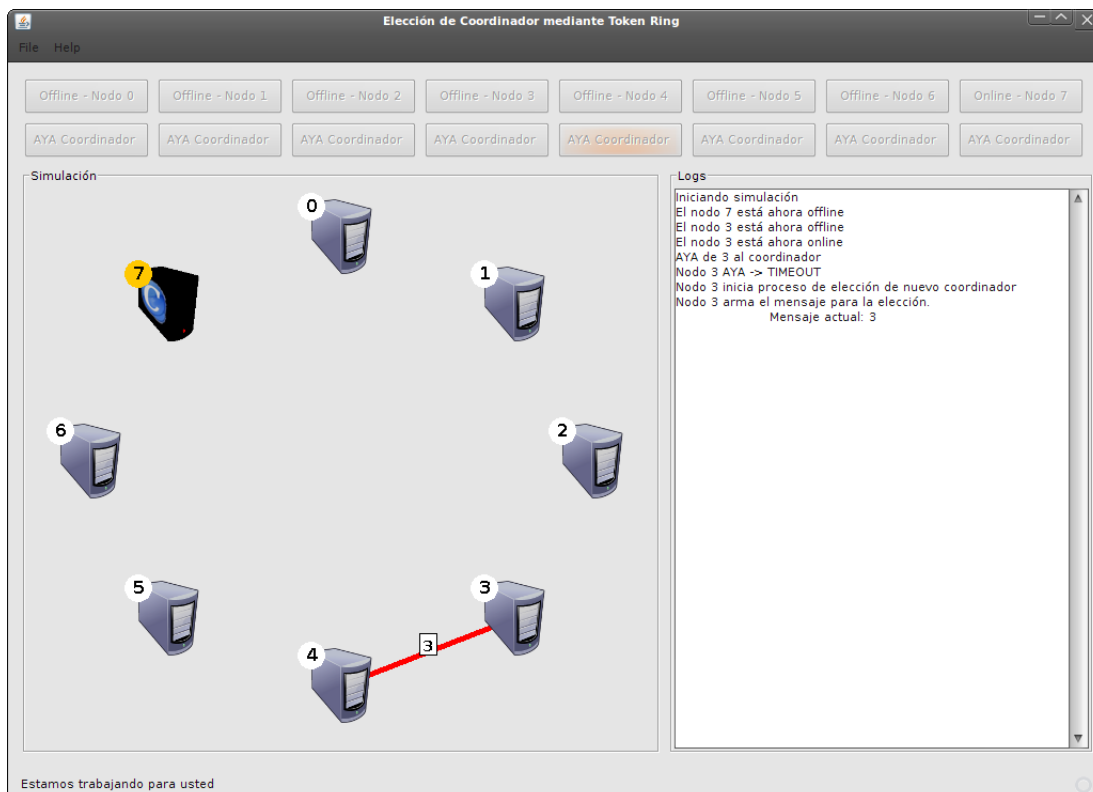 Elección de Coordinador mediante Token Ring
File Help
Offline - Nodo 0 Offline - Nodo 1 Offline - Nodo 2 Offline - Nodo 3 Offline - Nodo 4 Offline - Nodo 5 Offline - Nodo 6 Online - Nodo 7
AYA Coordinador AYA Coordinador AYA Coordinador AYA Coordinador AYA Coordinador AYA Coordinador AYA Coordinador AYA Coordinador
Simulación
0
7
1
6
2
5
3
3
4
Logs
Iniciando simulación
El nodo 7 está ahora offline
El nodo 3 está ahora offline
El nodo 3 está ahora online
AYA de 3 al coordinador
Nodo 3 AYA -> TIMEOUT
Nodo 3 inicia proceso de elección de nuevo coordinador
Nodo 3 arma el mensaje para la elección.
Mensaje actual: 3
Estamos trabajando para usted